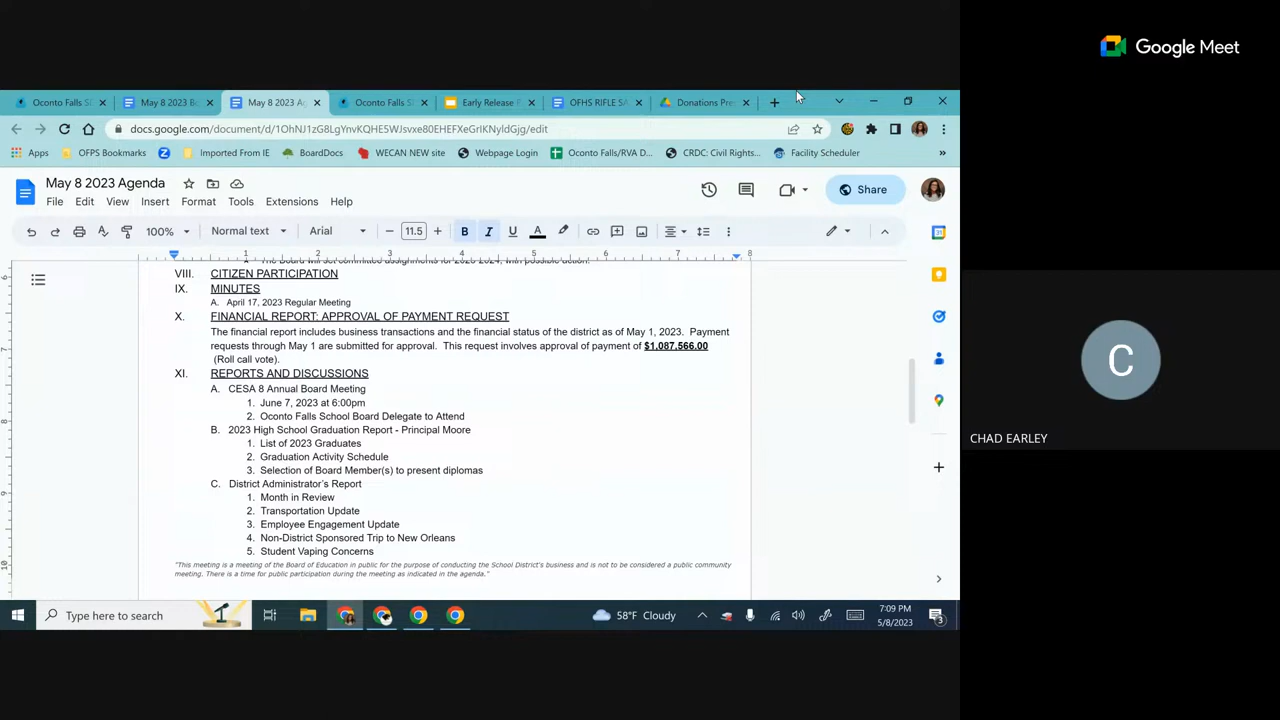 Google Meet
Oconto Falls S
May 8 2023 B
May 8 2023 Ag
Oconto Falls S
Early Release
OFHS RIFLE SA
Donations Pre
docs.google.com/document/d/1OhNJ1zG8LgYnvKQHE5WJsvxe80EHEFXeGrIKNyldGjg/edit
Apps
OFPS Bookmarks
Imported From IE
BoardDocs
WECAN NEW site
Webpage Login
Oconto Falls/RVA D...
CRDC: Civil Rights...
Facility Scheduler
May 8 2023 Agenda
Share
File Edit View Insert Format Tools Extensions Help
100% Normal text Arial 11.5 B I U A
1 2 3 4 5 6 7 8
VIII. CITIZEN PARTICIPATION
IX. MINUTES
A. April 17, 2023 Regular Meeting
X. FINANCIAL REPORT: APPROVAL OF PAYMENT REQUEST
The financial report includes business transactions and the financial status of the district as of May 1, 2023. Payment
requests through May 1 are submitted for approval. This request involves approval of payment of $1,087,566.00
(Roll call vote).
XI. REPORTS AND DISCUSSIONS
A. CESA 8 Annual Board Meeting
1. June 7, 2023 at 6:00pm
2. Oconto Falls School Board Delegate to Attend
B. 2023 High School Graduation Report - Principal Moore
1. List of 2023 Graduates
2. Graduation Activity Schedule
3. Selection of Board Member(s) to present diplomas
C. District Administrator's Report
1. Month in Review
2. Transportation Update
3. Employee Engagement Update
4. Non-District Sponsored Trip to New Orleans
5. Student Vaping Concerns
"This meeting is a meeting of the Board of Education in public for the purpose of conducting the School District's business and is not to be considered a public community
meeting. There is a time for public participation during the meeting as indicated in the agenda."
C
CHAD EARLEY
Type here to search
58°F Cloudy
7:09 PM
5/8/2023
3